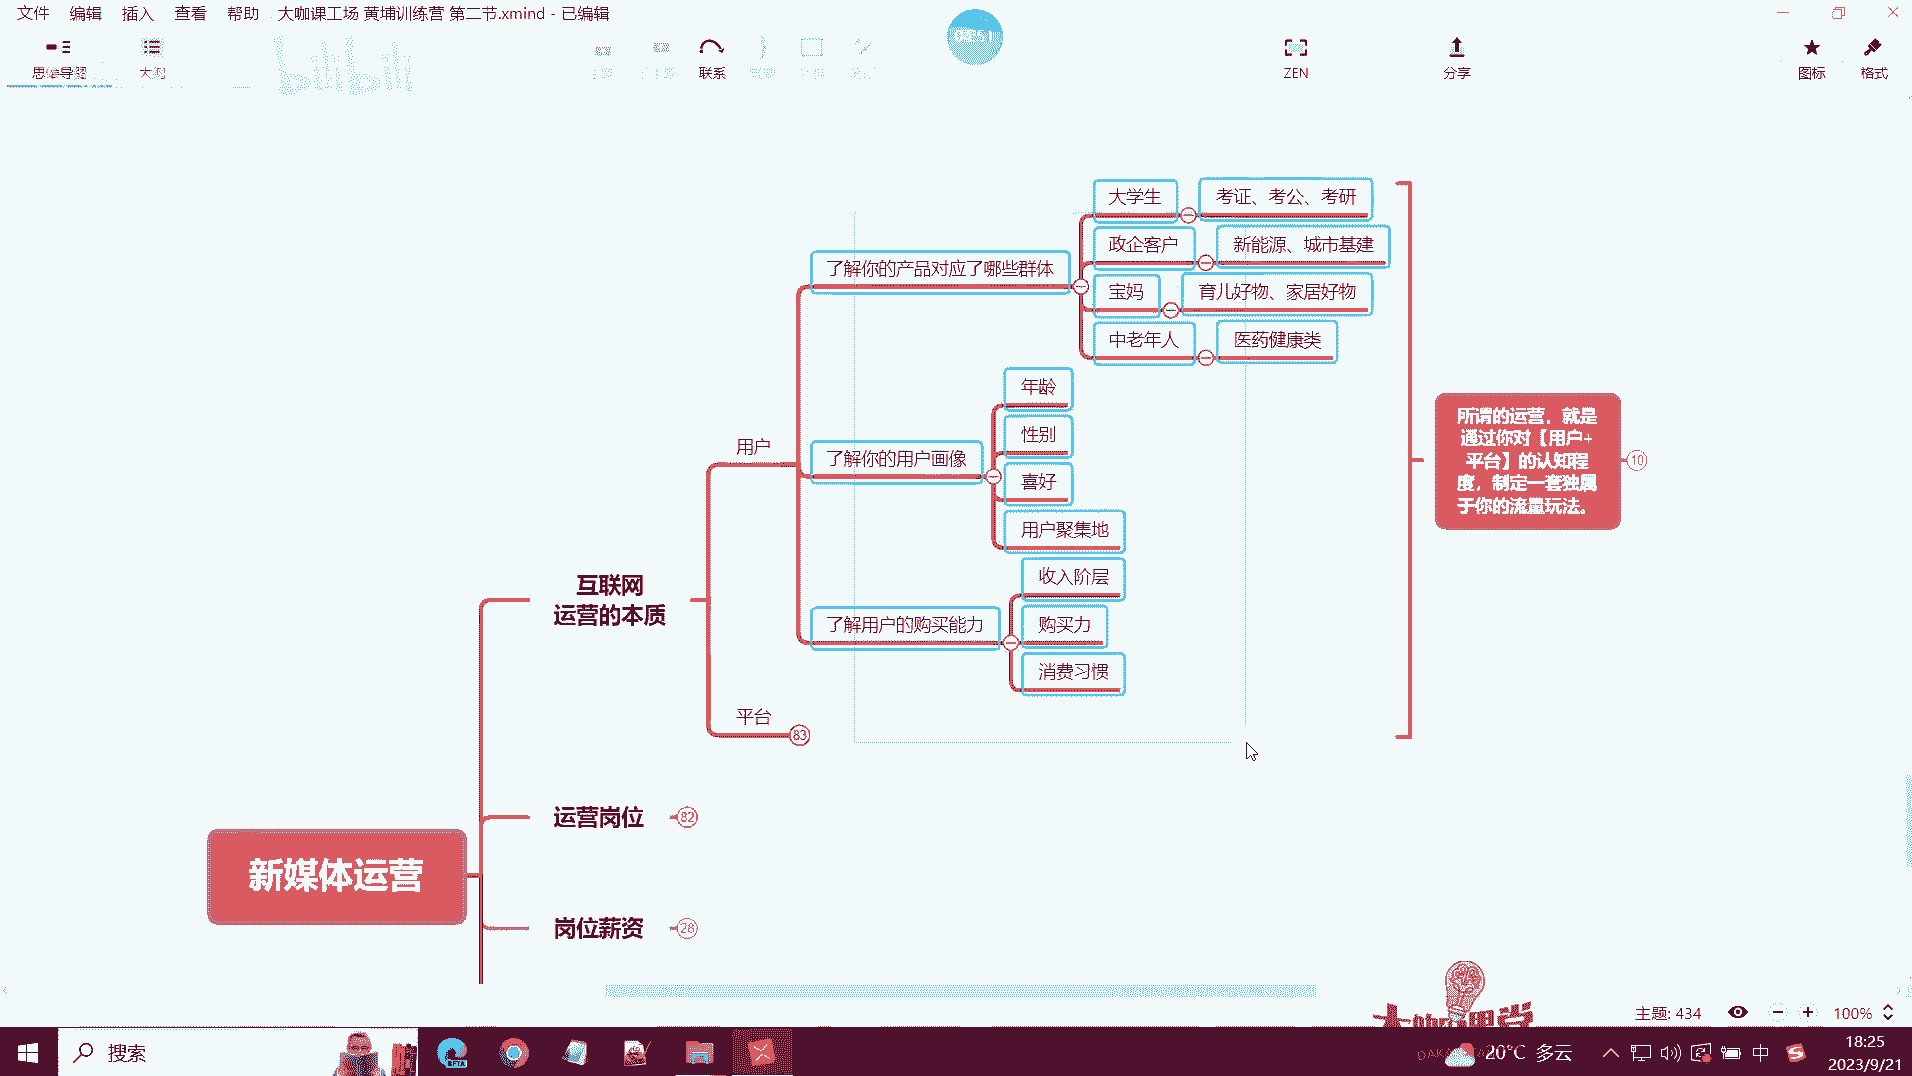 文件 编辑 插入 查看 帮助 大咖课工场 黄埔训练营 第二节.xmind - 已编辑
思维导图 大纲 bilibili 联系 ZEN 分享 图标 格式
大学生 考证、考公、考研
政企客户 新能源、城市基建
了解你的产品对应了哪些群体
宝妈 育儿好物、家居好物
中老年人 医药健康类
年龄
性别
用户
了解你的用户画像
喜好
用户聚集地
收入阶层
了解用户的购买能力
购买力
消费习惯
所谓的运营，就是
通过你对【用户+
平台】的认知程
度，制定一套独属
于你的流量玩法。
10
互联网
运营的本质
平台 83
运营岗位 82
新媒体运营
岗位薪资 28
大咖课堂
主题: 434 100%
搜索
BETA
20°C 多云 中
18:25
2023/9/21